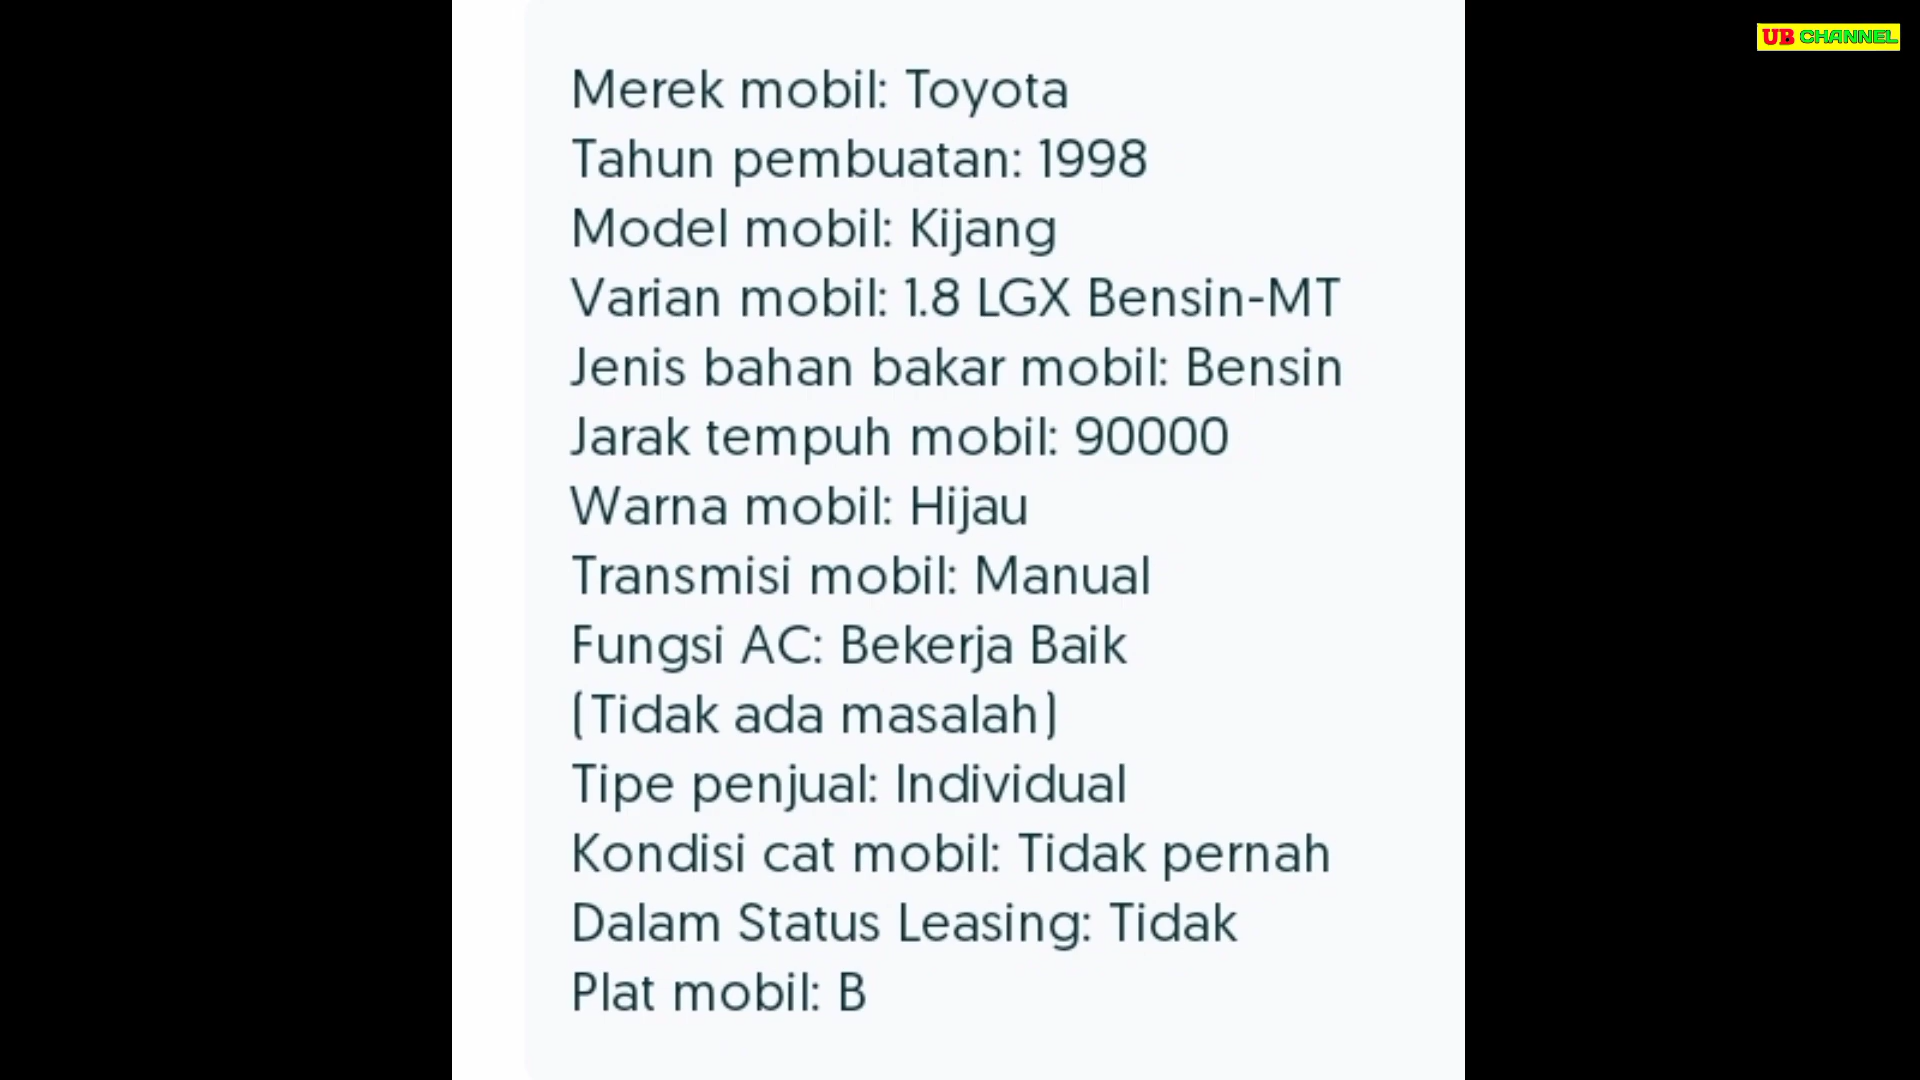 UB CHANNEL
Merek mobil: Toyota
Tahun pembuatan: 1998
Model mobil: Kijang
Varian mobil: 1.8 LGX Bensin-MT
Jenis bahan bakar mobil: Bensin
Jarak tempuh mobil: 90000
Warna mobil: Hijau
Transmisi mobil: Manual
Fungsi AC: Bekerja Baik
(Tidak ada masalah)
Tipe penjual: Individual
Kondisi cat mobil: Tidak pernah
Dalam Status Leasing: Tidak
Plat mobil: B